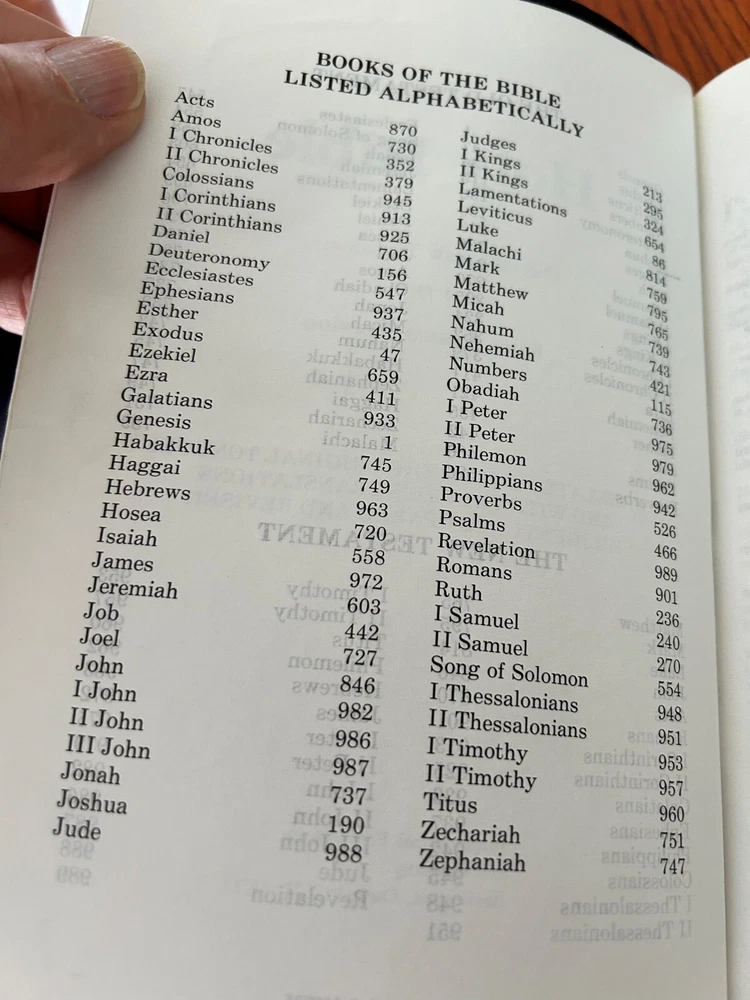 BOOKS OF THE BIBLE
LISTED ALPHABETICALLY
Acts 870
Amos 730
I Chronicles 352
II Chronicles 379
Colossians 945
I Corinthians 913
II Corinthians 925
Daniel 706
Deuteronomy 156
Ecclesiastes 547
Ephesians 937
Esther 435
Exodus 47
Ezekiel 659
Ezra 411
Galatians 933
Genesis 1
Habakkuk 745
Haggai 749
Hebrews 963
Hosea 720
Isaiah 558
James 972
Jeremiah 603
Job 442
Joel 727
John 846
I John 982
II John 986
III John 987
Jonah 737
Joshua 190
Jude 988
Judges 213
I Kings 295
II Kings 324
Lamentations 654
Leviticus 86
Luke 814
Malachi 759
Mark 795
Matthew 765
Micah 739
Nahum 743
Nehemiah 421
Numbers 115
Obadiah 736
I Peter 975
II Peter 979
Philemon 962
Philippians 942
Proverbs 526
Psalms 466
Revelation 989
Romans 901
Ruth 236
I Samuel 240
II Samuel 270
Song of Solomon 554
I Thessalonians 948
II Thessalonians 951
I Timothy 953
II Timothy 957
Titus 960
Zechariah 751
Zephaniah 747